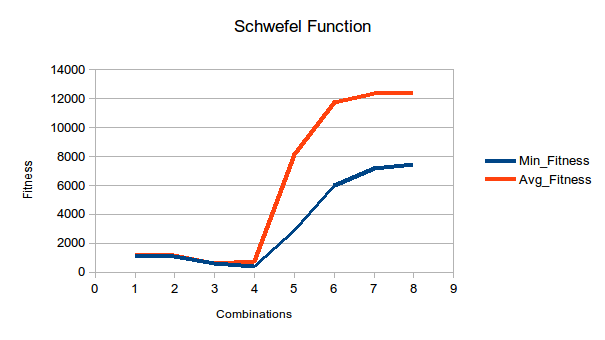 Schwefel Function
14000
12000
10000
8000
6000
4000
2000
0
Fitness
0 1 2 3 4 5 6 7 8 9
Combinations
Min_Fitness
Avg_Fitness